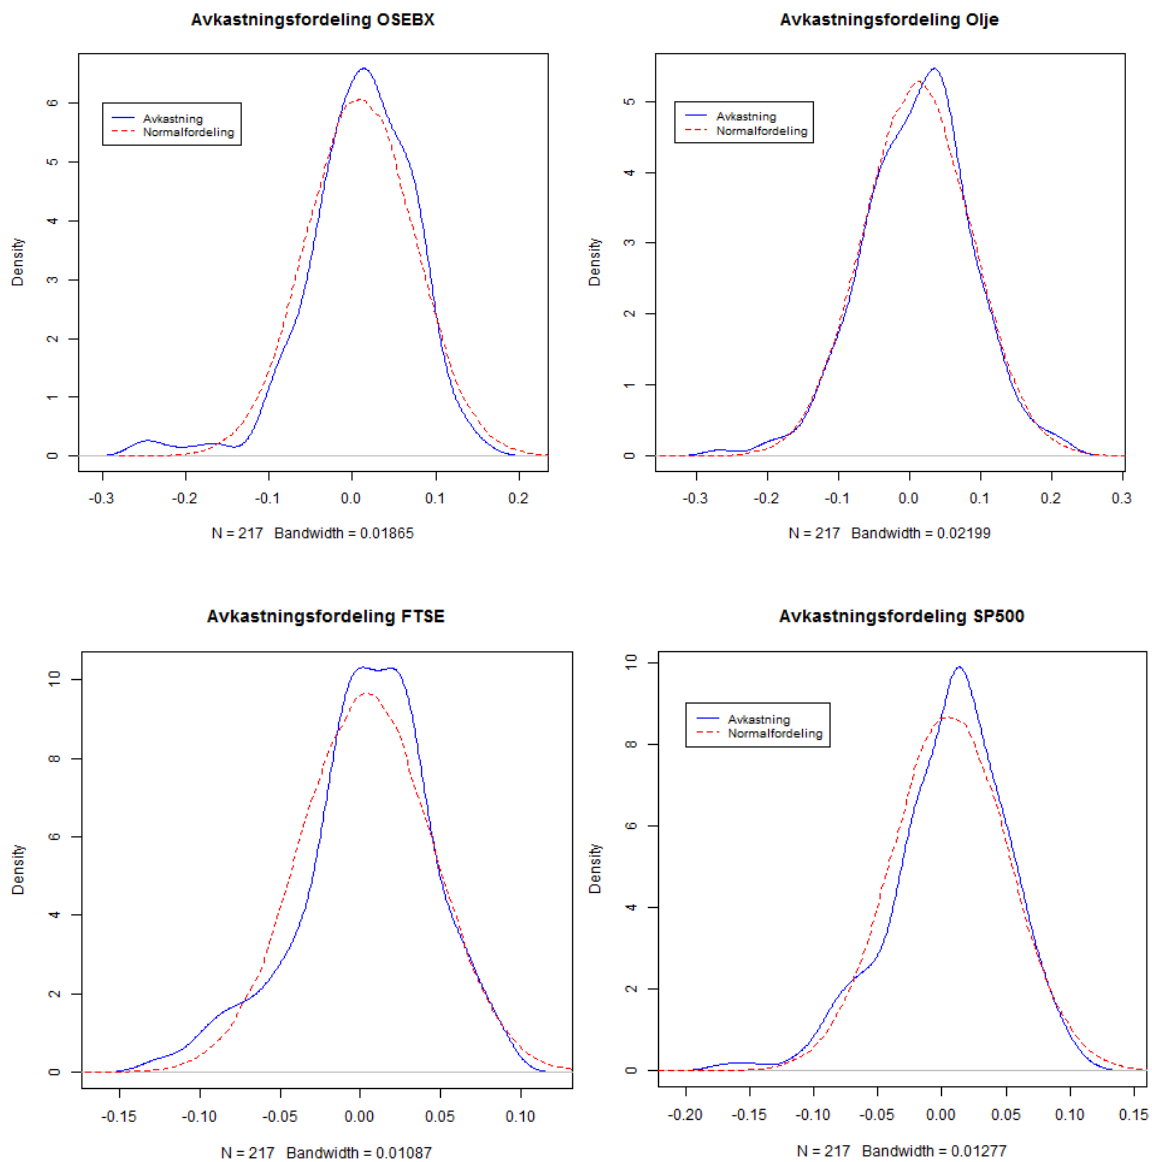 Avkastningsfordeling OSEBX
Density
0 1 2 3 4 5 6
Avkastning
Normalfordeling
-0.3 -0.2 -0.1 0.0 0.1 0.2
N = 217 Bandwidth = 0.01865
Avkastningsfordeling Olje
Density
0 1 2 3 4 5
Avkastning
Normalfordeling
-0.3 -0.2 -0.1 0.0 0.1 0.2 0.3
N = 217 Bandwidth = 0.02199
Avkastningsfordeling FTSE
Density
0 2 4 6 8 10
-0.15 -0.10 -0.05 0.00 0.05 0.10
N = 217 Bandwidth = 0.01087
Avkastningsfordeling SP500
Density
0 2 4 6 8 10
Avkastning
Normalfordeling
-0.20 -0.15 -0.10 -0.05 0.00 0.05 0.10 0.15
N = 217 Bandwidth = 0.01277